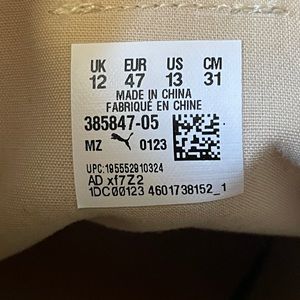 UK EUR US CM
12 47 13 31
MADE IN CHINA
FABRIQUÉ EN CHINE
385847-05
MZ 0123
UPC:195552910324
AD xf7Z2
1DC00123 4601738152_1